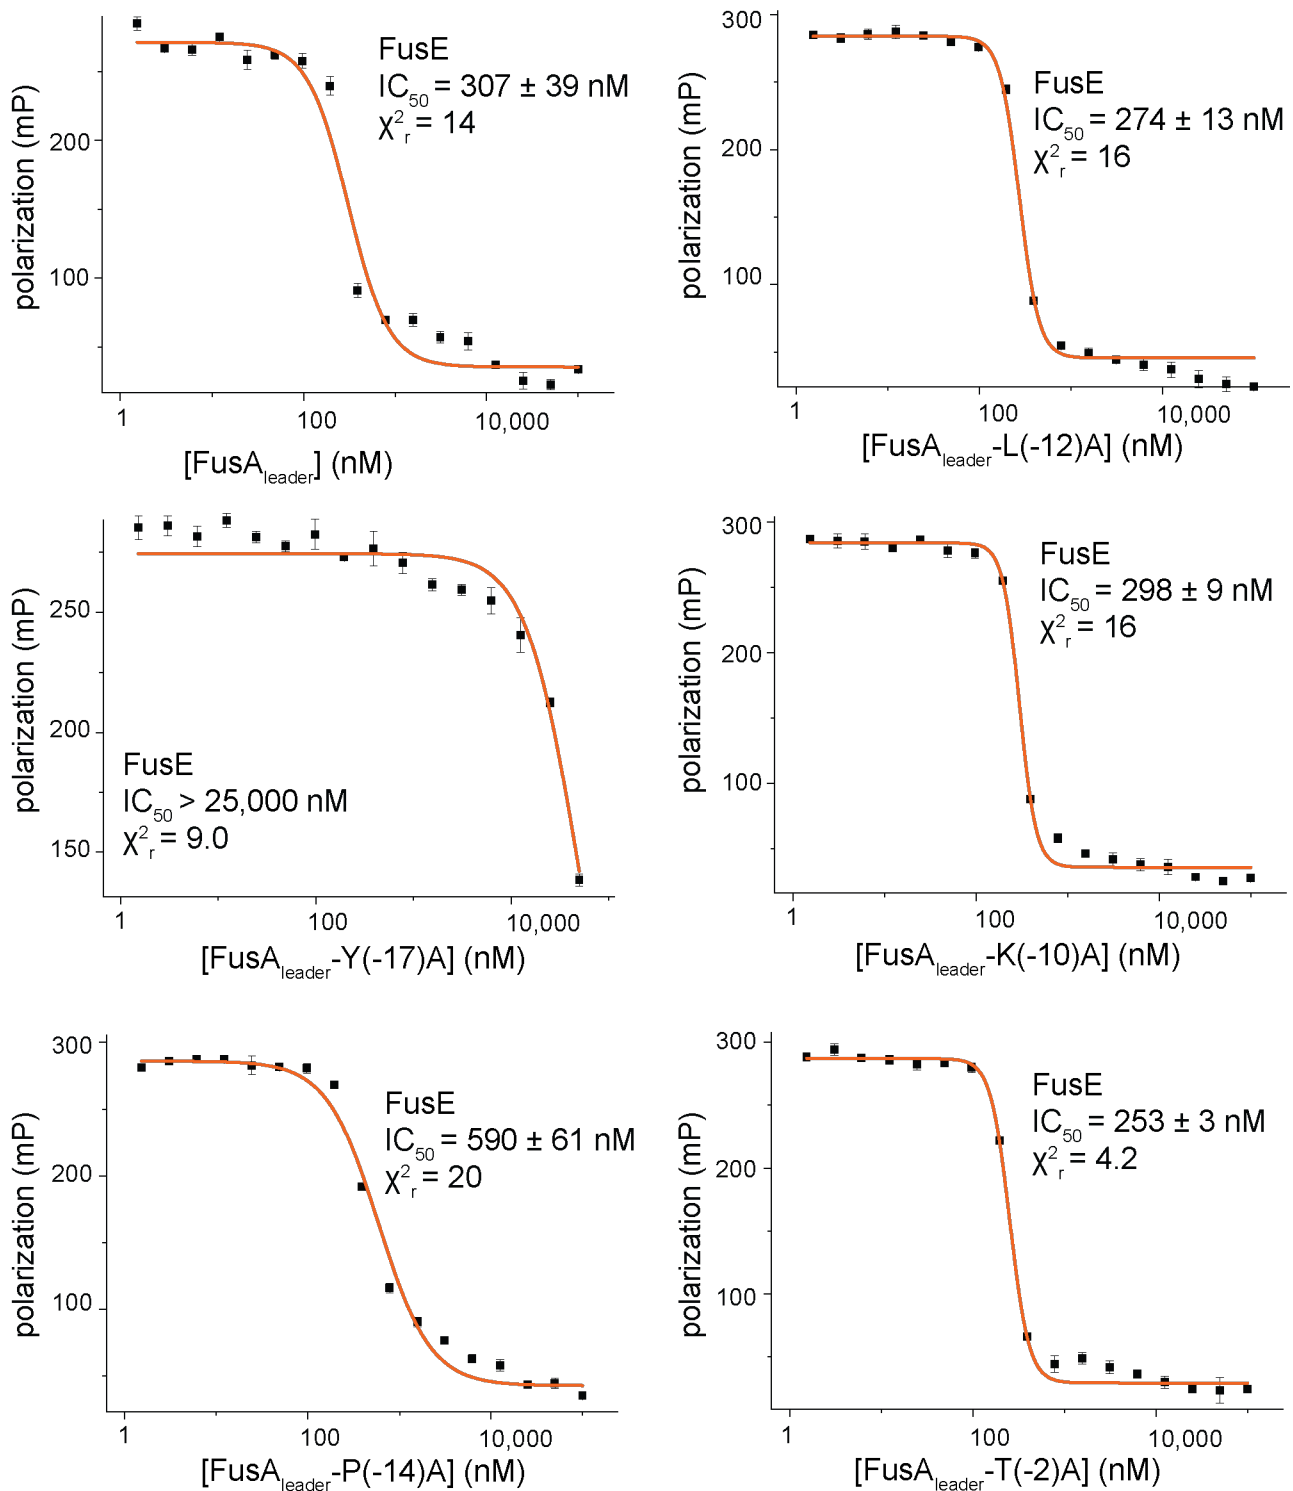 polarization (mP)
200
100
FusE
IC50 = 307 ± 39 nM
χ²r = 14
1
100
10,000
[FusAleader] (nM)
polarization (mP)
300
200
100
FusE
IC50 = 274 ± 13 nM
χ²r = 16
1
100
10,000
[FusAleader-L(-12)A] (nM)
polarization (mP)
250
200
150
FusE
IC50 > 25,000 nM
χ²r = 9.0
1
100
10,000
[FusAleader-Y(-17)A] (nM)
polarization (mP)
300
200
100
FusE
IC50 = 298 ± 9 nM
χ²r = 16
1
100
10,000
[FusAleader-K(-10)A] (nM)
polarization (mP)
300
200
100
FusE
IC50 = 590 ± 61 nM
χ²r = 20
1
100
10,000
[FusAleader-P(-14)A] (nM)
polarization (mP)
300
200
100
FusE
IC50 = 253 ± 3 nM
χ²r = 4.2
1
100
10,000
[FusAleader-T(-2)A] (nM)